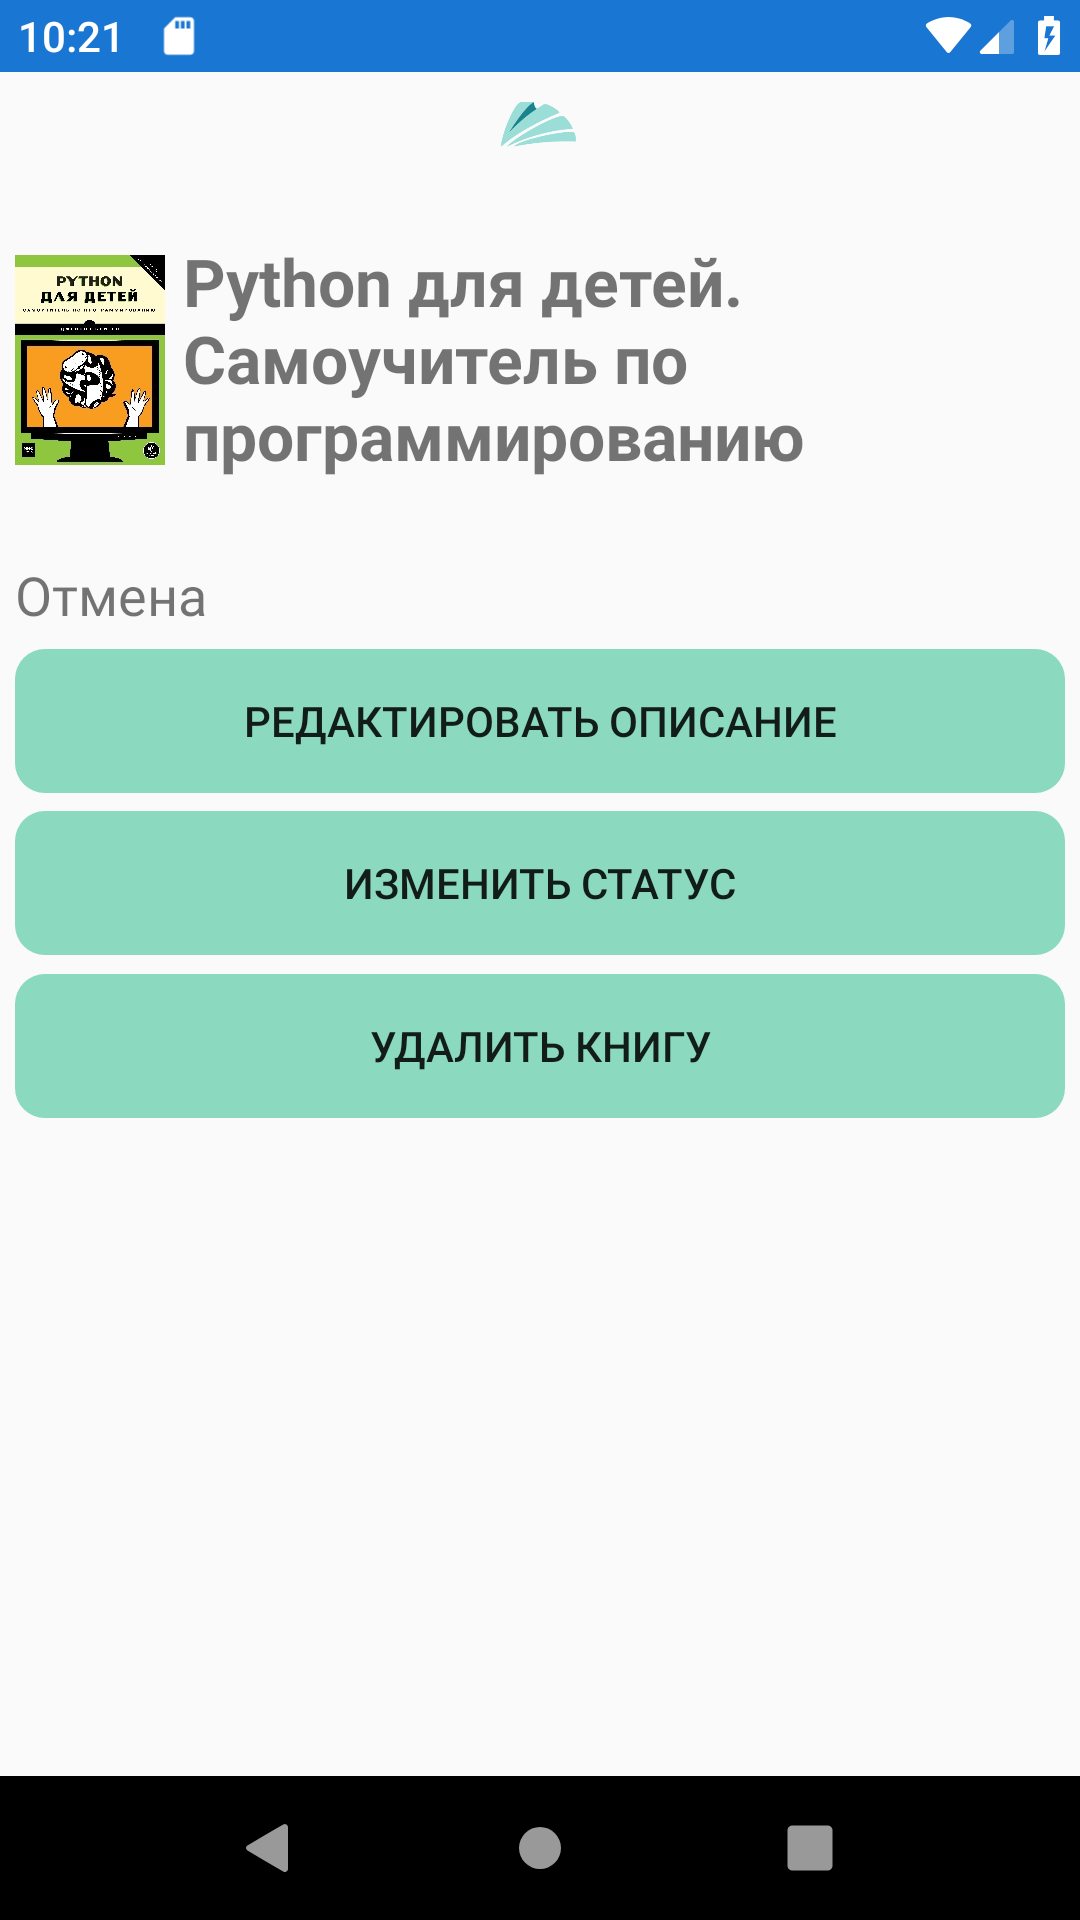 10:21
PYTHON
ДЛЯ ДЕТЕЙ
Python для детей.
Самоучитель по
программированию
Отмена
РЕДАКТИРОВАТЬ ОПИСАНИЕ
ИЗМЕНИТЬ СТАТУС
УДАЛИТЬ КНИГУ